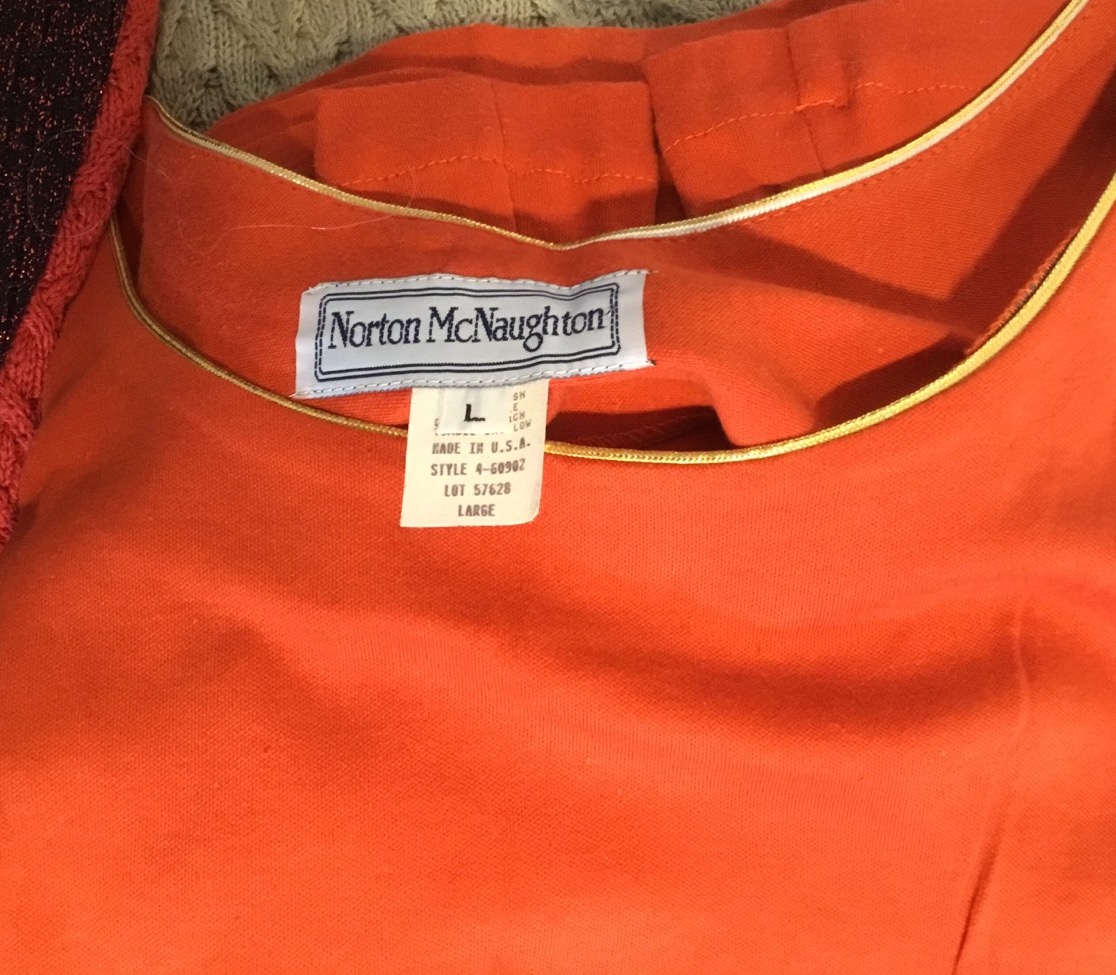 Norton McNaughton
L
MADE IN U.S.A.
STYLE 4-60902
LOT 57628
LARGE